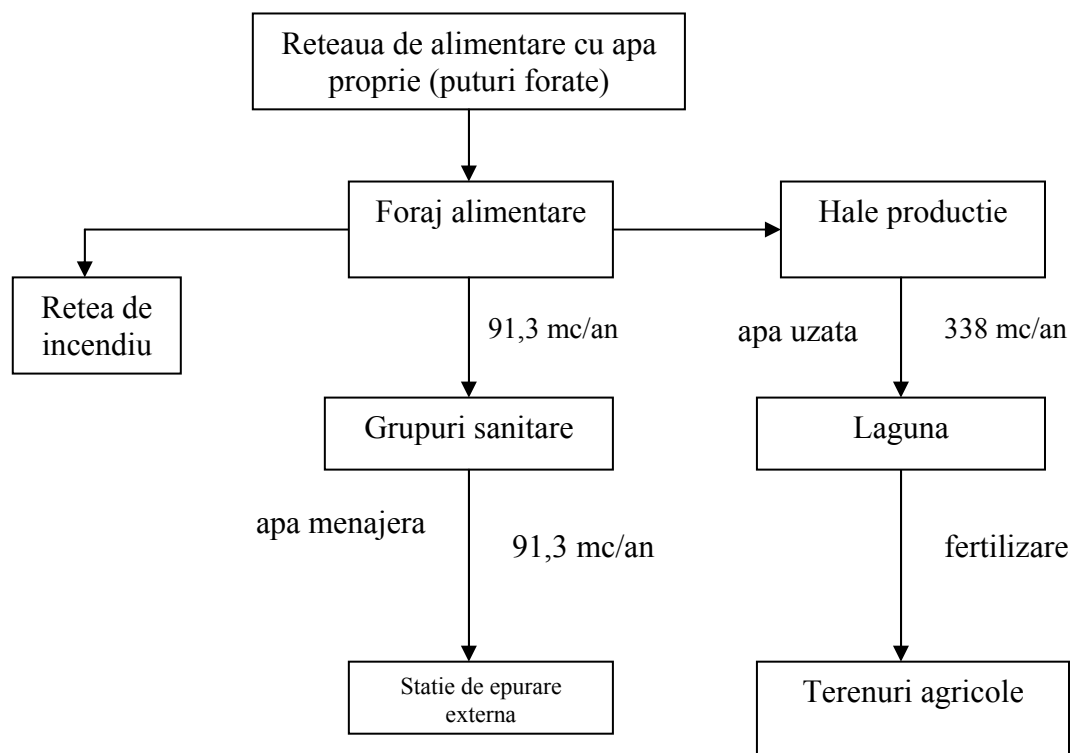 Reteaua de alimentare cu apa
proprie (puturi forate)
Foraj alimentare
Hale productie
Retea de
incendiu
91,3 mc/an
apa uzata
338 mc/an
Grupuri sanitare
Laguna
apa menajera
91,3 mc/an
fertilizare
Statie de epurare
externa
Terenuri agricole